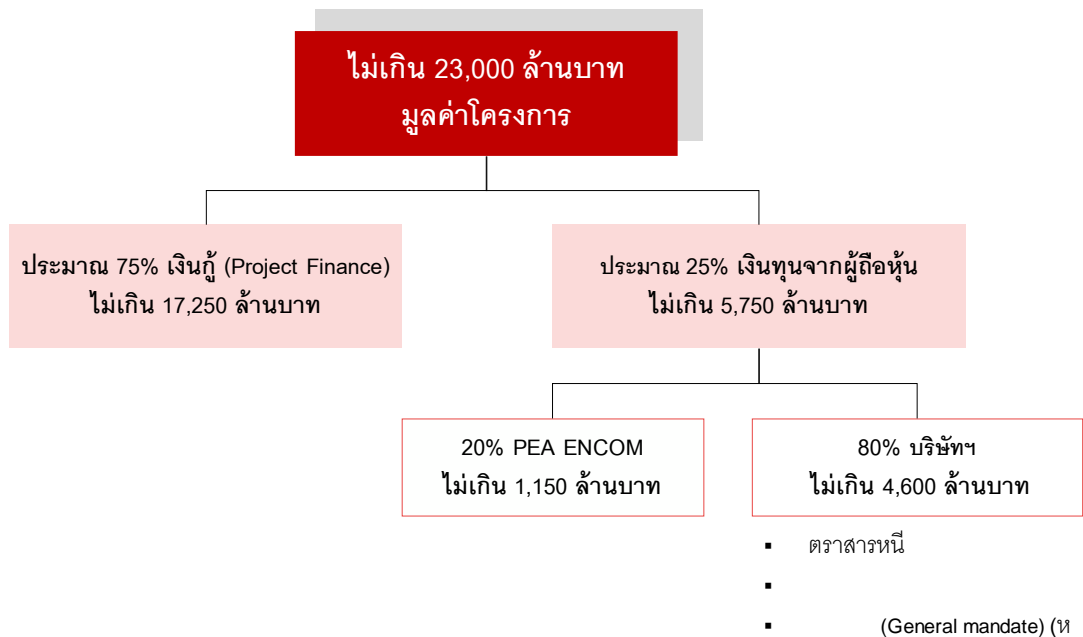 ไม่เกิน 23,000 ล้านบาท
มูลค่าโครงการ
ประมาณ 75% เงินกู้ (Project Finance)
ไม่เกิน 17,250 ล้านบาท
ประมาณ 25% เงินทุนจากผู้ถือหุ้น
ไม่เกิน 5,750 ล้านบาท
20% PEA ENCOM
ไม่เกิน 1,150 ล้านบาท
80% บริษัทฯ
ไม่เกิน 4,600 ล้านบาท
▪ ตราสารหนี้
▪
▪ (General mandate) (ห